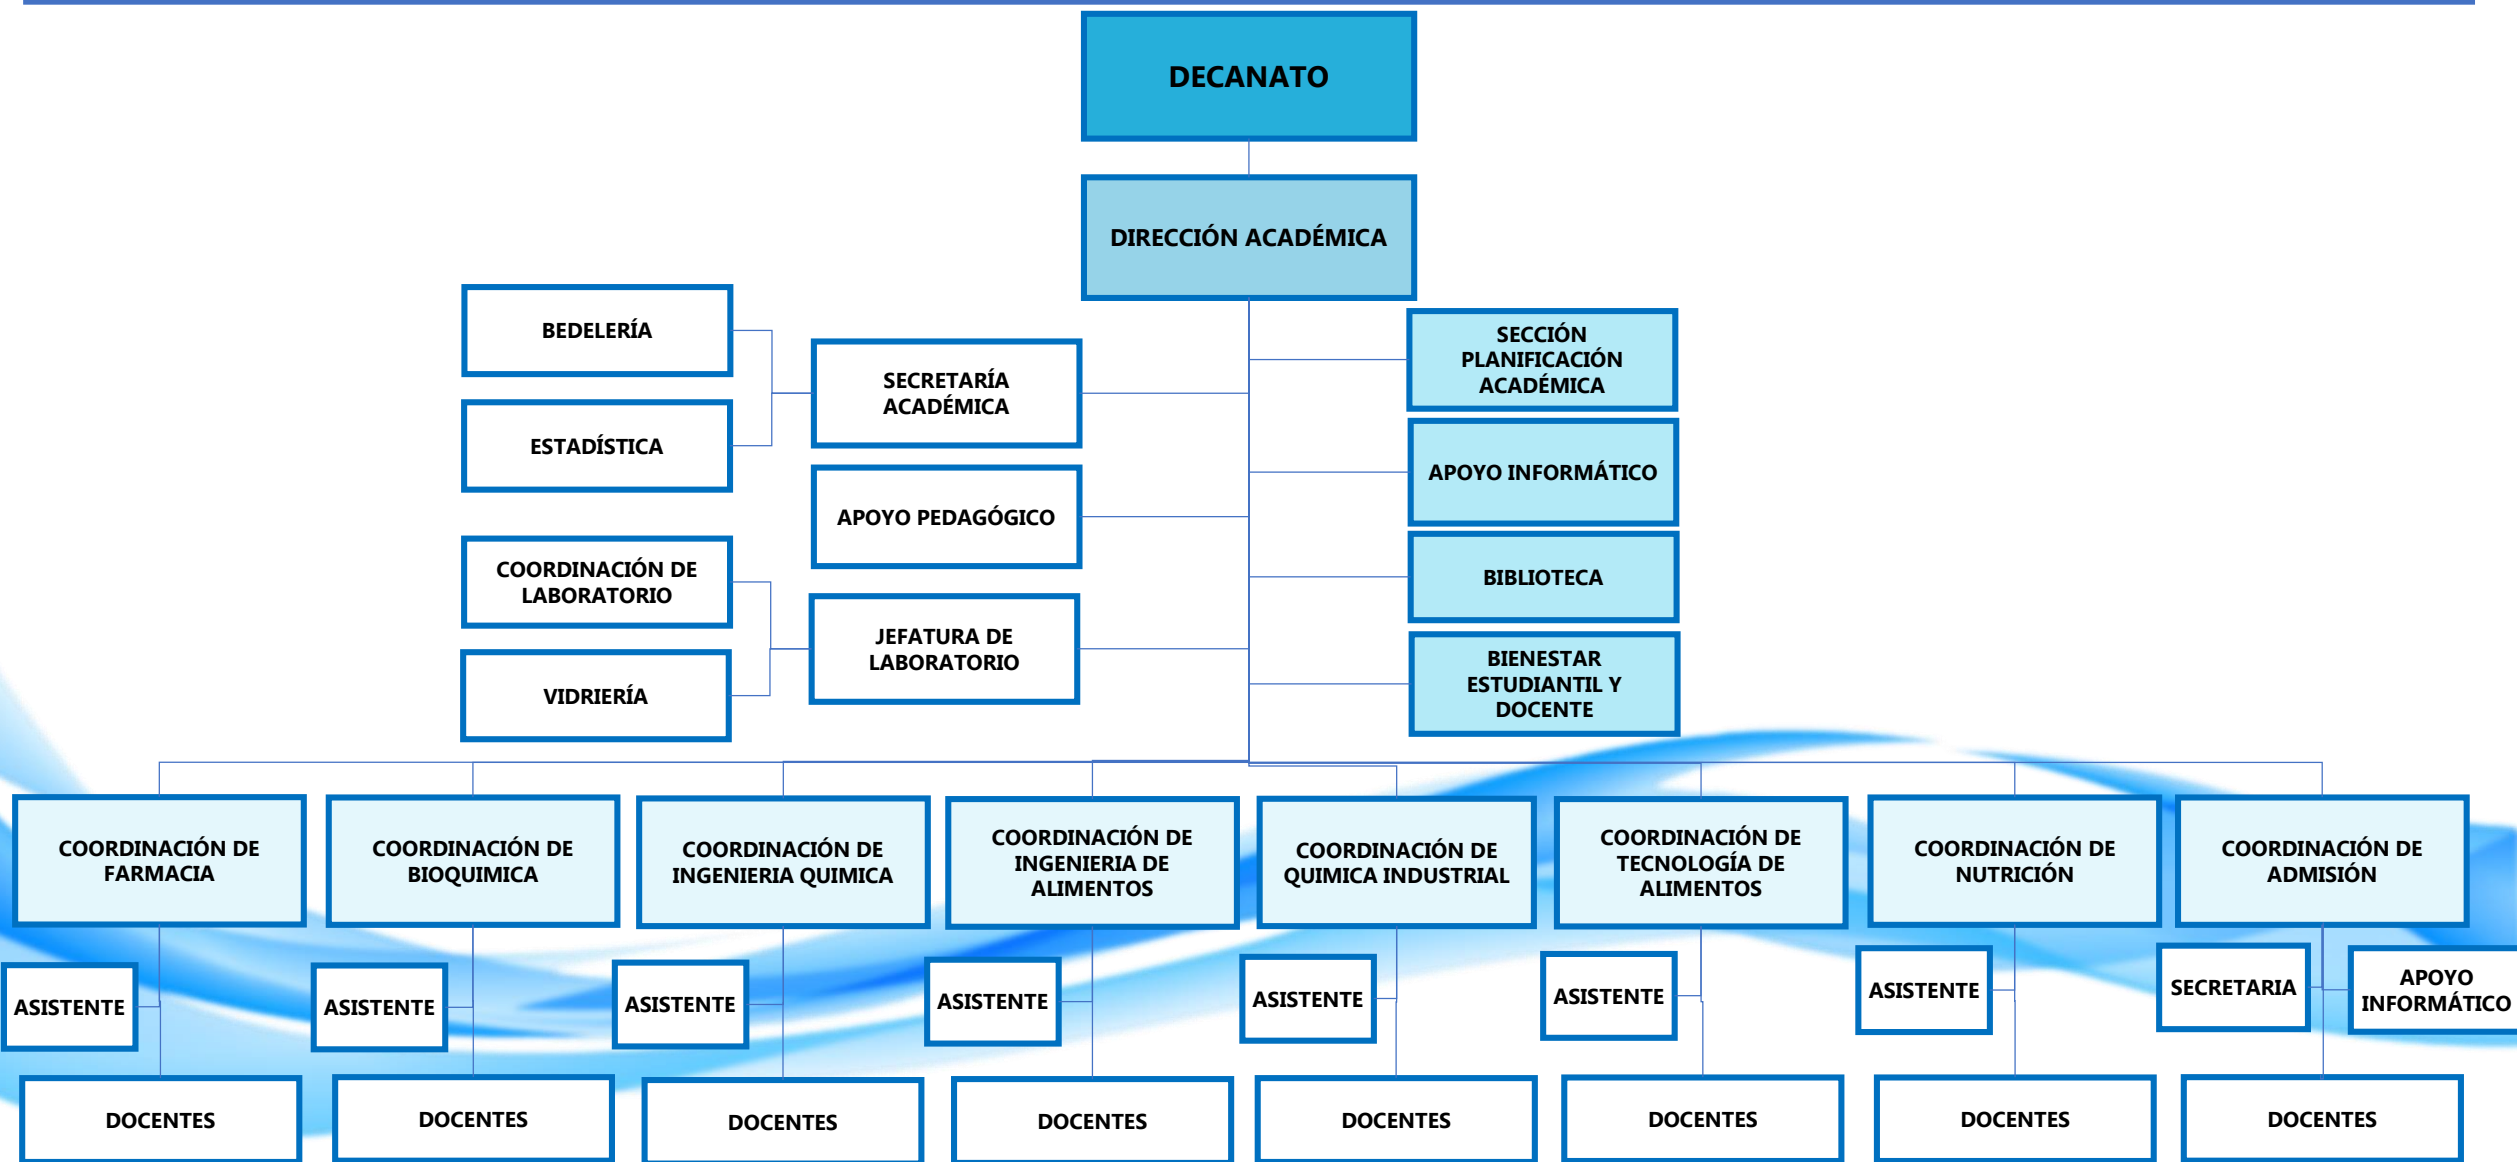 DECANATO
DIRECCIÓN ACADÉMICA
BEDELERÍA
ESTADÍSTICA
SECRETARÍA
ACADÉMICA
APOYO PEDAGÓGICO
COORDINACIÓN DE
LABORATORIO
VIDRIERÍA
JEFATURA DE
LABORATORIO
SECCIÓN
PLANIFICACIÓN
ACADÉMICA
APOYO INFORMÁTICO
BIBLIOTECA
BIENESTAR
ESTUDIANTIL Y
DOCENTE
COORDINACIÓN DE
FARMACIA
COORDINACIÓN DE
BIOQUIMICA
COORDINACIÓN DE
INGENIERIA QUIMICA
COORDINACIÓN DE
INGENIERIA DE
ALIMENTOS
COORDINACIÓN DE
QUIMICA INDUSTRIAL
COORDINACIÓN DE
TECNOLOGÍA DE
ALIMENTOS
COORDINACIÓN DE
NUTRICIÓN
COORDINACIÓN DE
ADMISIÓN
ASISTENTE
ASISTENTE
ASISTENTE
ASISTENTE
ASISTENTE
ASISTENTE
ASISTENTE
SECRETARIA
APOYO
INFORMÁTICO
DOCENTES
DOCENTES
DOCENTES
DOCENTES
DOCENTES
DOCENTES
DOCENTES
DOCENTES